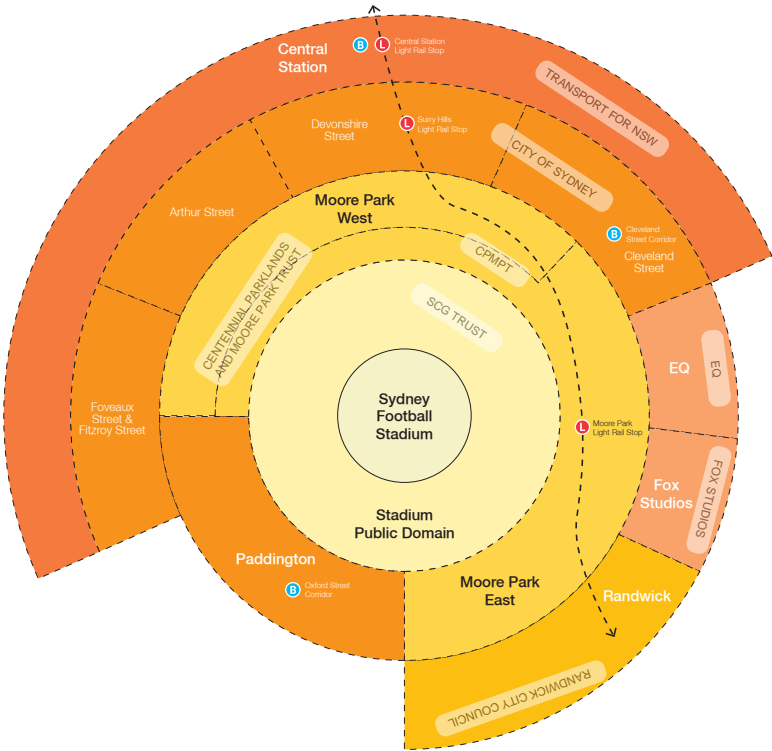 Central
Station
B
L
Central Station
Light Rail Stop
TRANSPORT FOR NSW
Devonshire
Street
L
Surry Hills
Light Rail Stop
CITY OF SYDNEY
Arthur Street
Moore Park
West
B
Cleveland
Street Corridor
Cleveland
Street
CENTENNIAL PARKLANDS
AND MOORE PARK TRUST
CPMPT
SCG TRUST
EQ
EQ
Foveaux
Street &
Fitzroy Street
Sydney
Football
Stadium
L
Moore Park
Light Rail Stop
Fox
Studios
FOX STUDIOS
Stadium
Public Domain
Paddington
B
Oxford Street
Corridor
Moore Park
East
Randwick
RANDWICK CITY COUNCIL